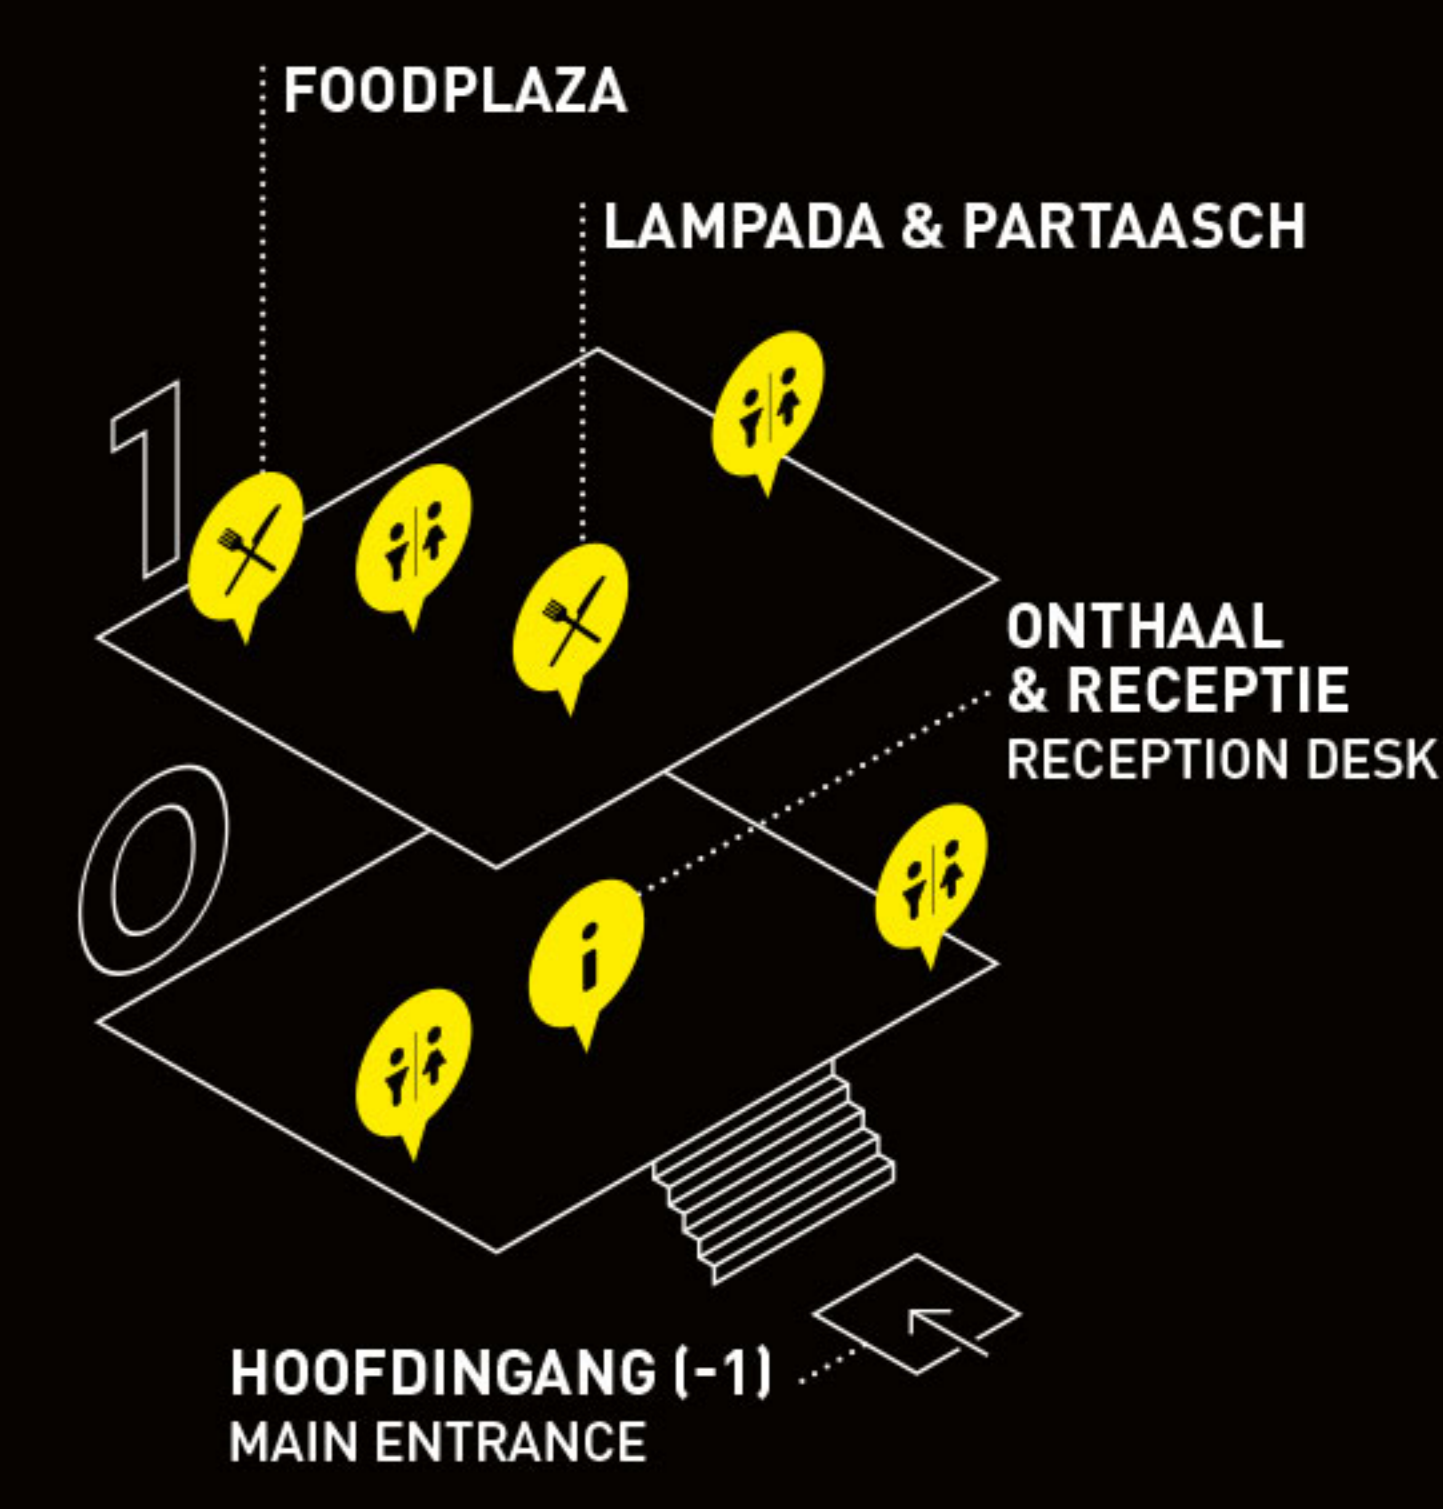 FOODPLAZA
LAMPADA & PARTAASCH
1
ONTHAAL
& RECEPTIE
RECEPTION DESK
0
i
HOOFDINGANG (-1)
MAIN ENTRANCE